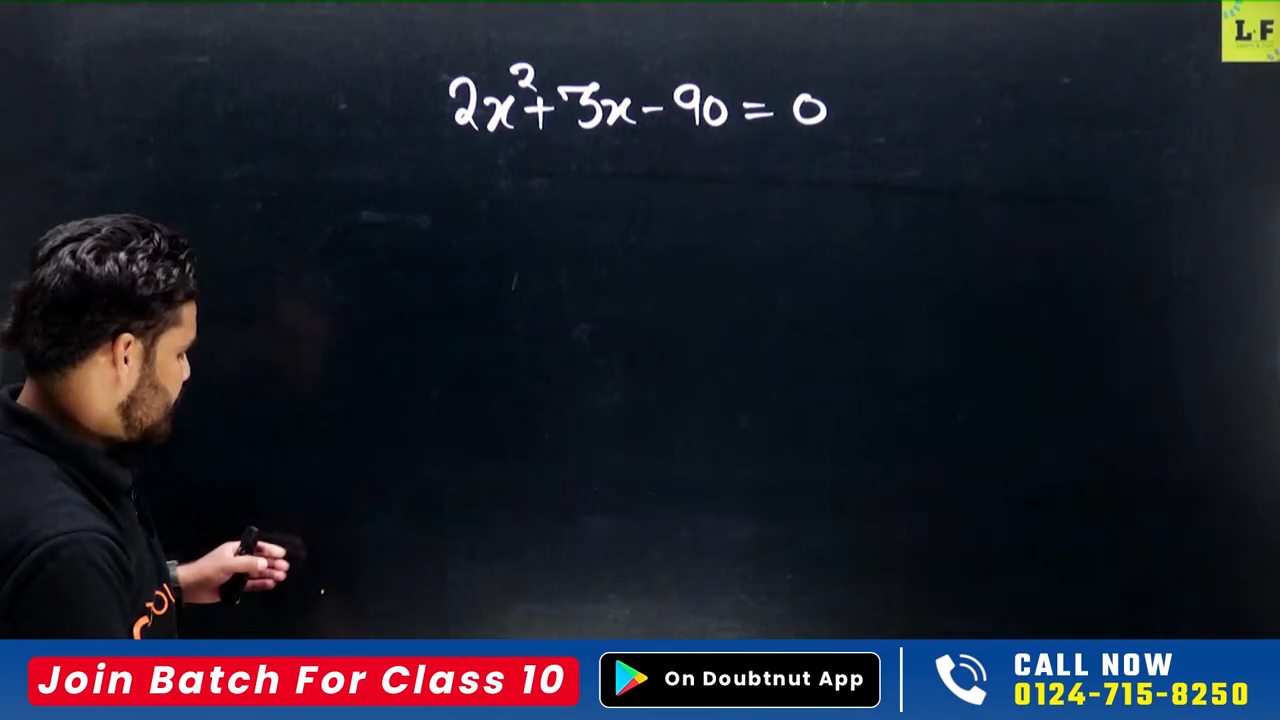 L F
2x²+3x-90=0
Join Batch For Class 10
On Doubtnut App
CALL NOW
0124-715-8250